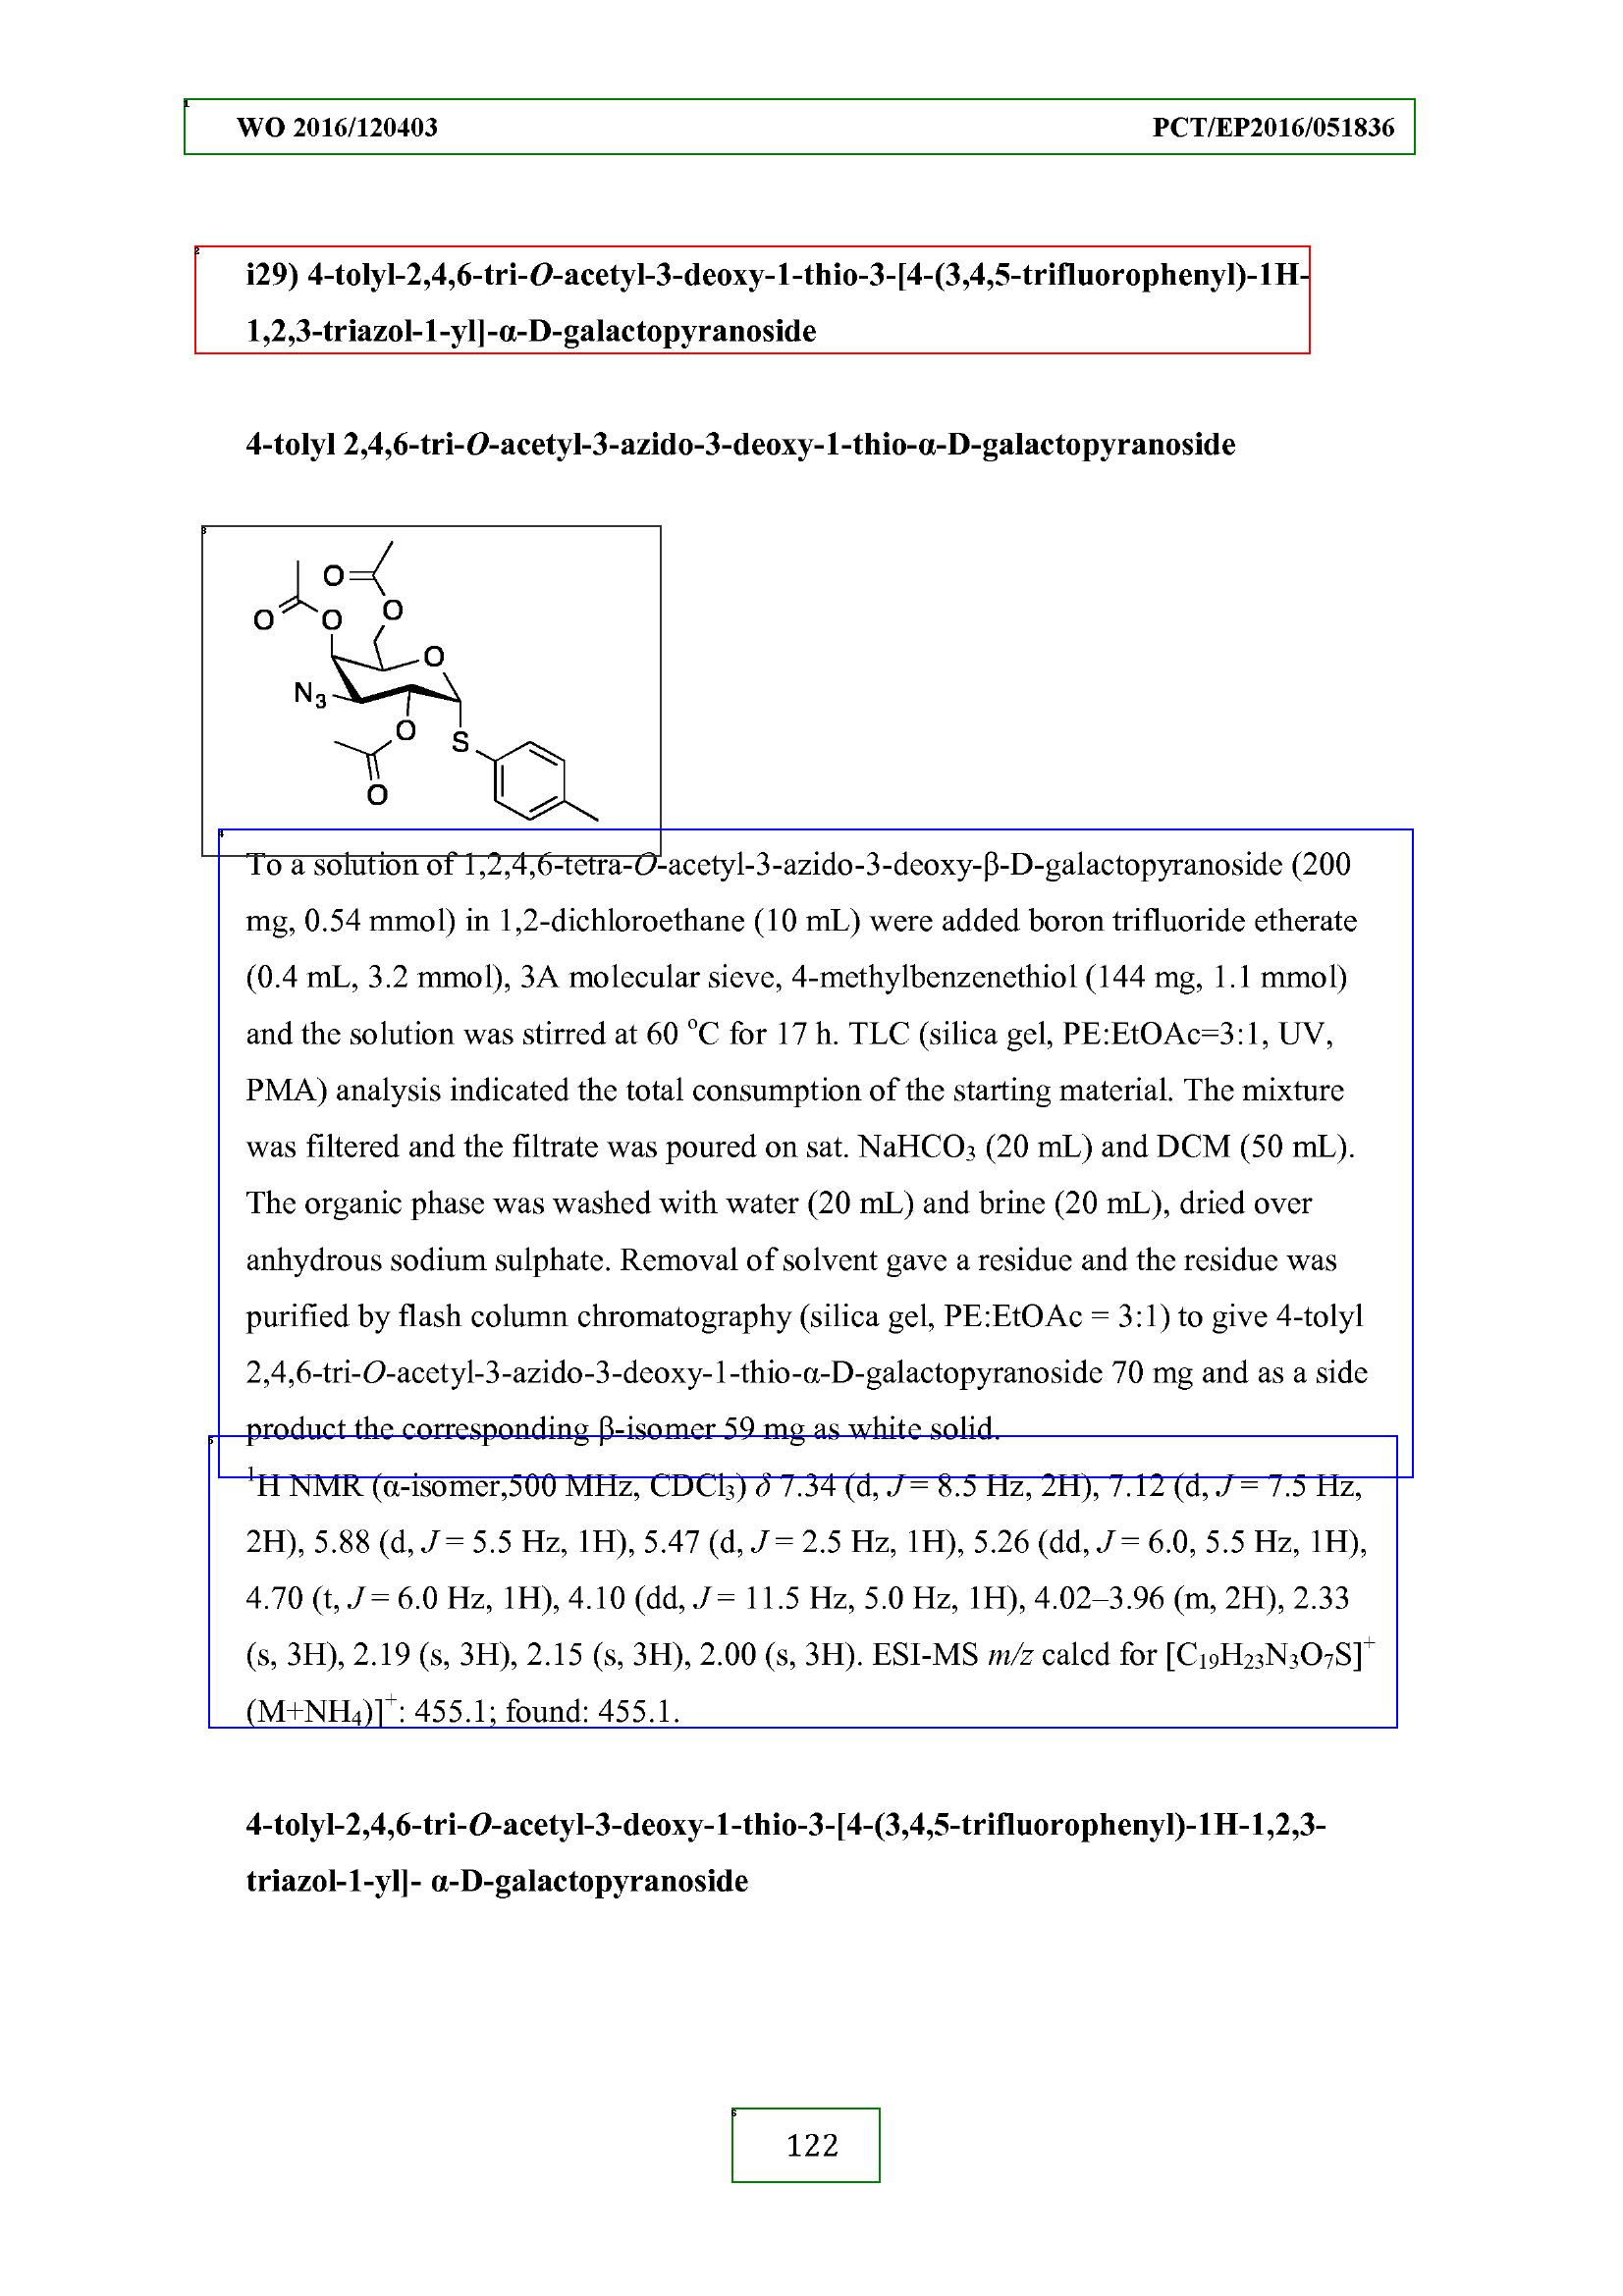 WO 2016/120403 PCT/EP2016/051836
i29) 4-tolyl-2,4,6-tri-O-acetyl-3-deoxy-1-thio-3-[4-(3,4,5-trifluorophenyl)-1H-
1,2,3-triazol-1-yl]-α-D-galactopyranoside
4-tolyl 2,4,6-tri-O-acetyl-3-azido-3-deoxy-1-thio-α-D-galactopyranoside
O
O
O
O
O
N3
O
S
O
To a solution of 1,2,4,6-tetra-O-acetyl-3-azido-3-deoxy-β-D-galactopyranoside (200
mg, 0.54 mmol) in 1,2-dichloroethane (10 mL) were added boron trifluoride etherate
(0.4 mL, 3.2 mmol), 3A molecular sieve, 4-methylbenzenethiol (144 mg, 1.1 mmol)
and the solution was stirred at 60 °C for 17 h. TLC (silica gel, PE:EtOAc=3:1, UV,
PMA) analysis indicated the total consumption of the starting material. The mixture
was filtered and the filtrate was poured on sat. NaHCO₃ (20 mL) and DCM (50 mL).
The organic phase was washed with water (20 mL) and brine (20 mL), dried over
anhydrous sodium sulphate. Removal of solvent gave a residue and the residue was
purified by flash column chromatography (silica gel, PE:EtOAc = 3:1) to give 4-tolyl
2,4,6-tri-O-acetyl-3-azido-3-deoxy-1-thio-α-D-galactopyranoside 70 mg and as a side
product the corresponding β-isomer 59 mg as white solid.
¹H NMR (α-isomer,500 MHz, CDCl₃) δ 7.34 (d, J = 8.5 Hz, 2H), 7.12 (d, J = 7.5 Hz,
2H), 5.88 (d, J = 5.5 Hz, 1H), 5.47 (d, J = 2.5 Hz, 1H), 5.26 (dd, J = 6.0, 5.5 Hz, 1H),
4.70 (t, J = 6.0 Hz, 1H), 4.10 (dd, J = 11.5 Hz, 5.0 Hz, 1H), 4.02–3.96 (m, 2H), 2.33
(s, 3H), 2.19 (s, 3H), 2.15 (s, 3H), 2.00 (s, 3H). ESI-MS m/z calcd for [C₁₉H₂₃N₃O₇S]⁺
(M+NH₄)]⁺: 455.1; found: 455.1.
4-tolyl-2,4,6-tri-O-acetyl-3-deoxy-1-thio-3-[4-(3,4,5-trifluorophenyl)-1H-1,2,3-
triazol-1-yl]- α-D-galactopyranoside
122